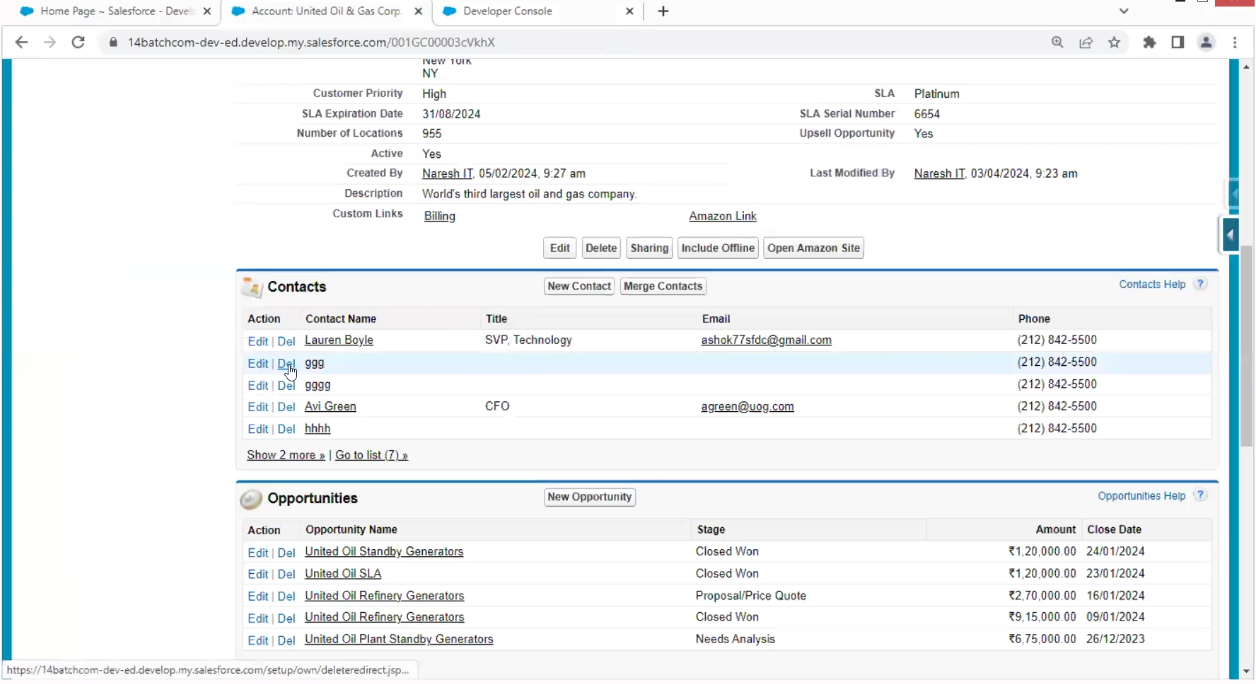 Home Page ~ Salesforce - Devel
Account: United Oil & Gas Corp.
Developer Console
14batchcom-dev-ed.develop.my.salesforce.com/001GC00003cVkhX
New York
NY
Customer Priority High SLA Platinum
SLA Expiration Date 31/08/2024 SLA Serial Number 6654
Number of Locations 955 Upsell Opportunity Yes
Active Yes
Created By Naresh IT, 05/02/2024, 9:27 am Last Modified By Naresh IT, 03/04/2024, 9:23 am
Description World's third largest oil and gas company.
Custom Links Billing Amazon Link
Edit Delete Sharing Include Offline Open Amazon Site
Contacts New Contact Merge Contacts Contacts Help ?
Action Contact Name Title Email Phone
Edit | Del Lauren Boyle SVP, Technology ashok77sfdc@gmail.com (212) 842-5500
Edit | Del ggg (212) 842-5500
Edit | Del gggg (212) 842-5500
Edit | Del Avi Green CFO agreen@uog.com (212) 842-5500
Edit | Del hhhh (212) 842-5500
Show 2 more » | Go to list (7) »
Opportunities New Opportunity Opportunities Help ?
Action Opportunity Name Stage Amount Close Date
Edit | Del United Oil Standby Generators Closed Won ₹1,20,000.00 24/01/2024
Edit | Del United Oil SLA Closed Won ₹1,20,000.00 23/01/2024
Edit | Del United Oil Refinery Generators Proposal/Price Quote ₹2,70,000.00 16/01/2024
Edit | Del United Oil Refinery Generators Closed Won ₹9,15,000.00 09/01/2024
Edit | Del United Oil Plant Standby Generators Needs Analysis ₹6,75,000.00 26/12/2023
https://14batchcom-dev-ed.develop.my.salesforce.com/setup/own/deleteredirect.jsp...